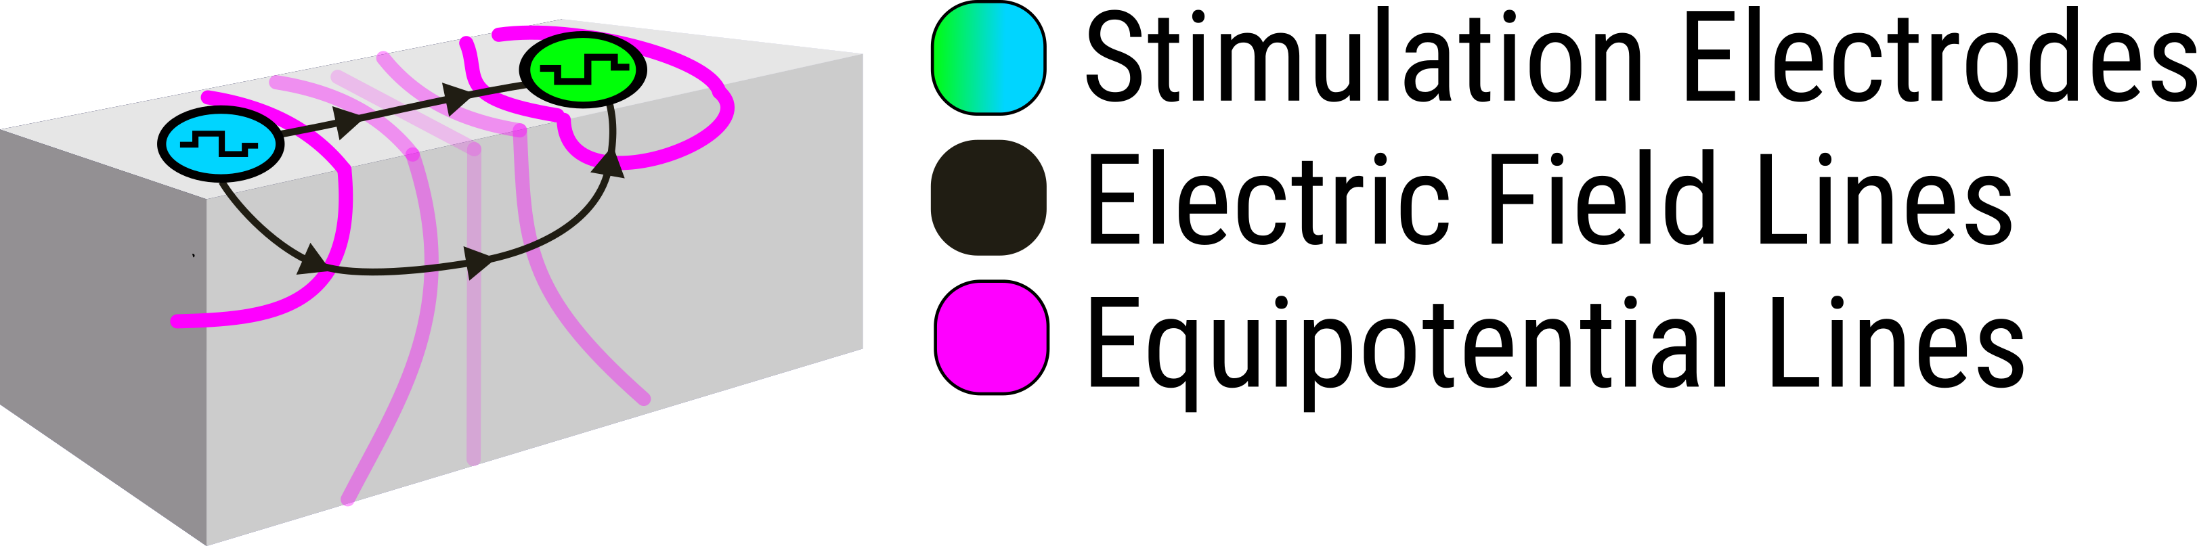 Stimulation Electrodes
Electric Field Lines
Equipotential Lines